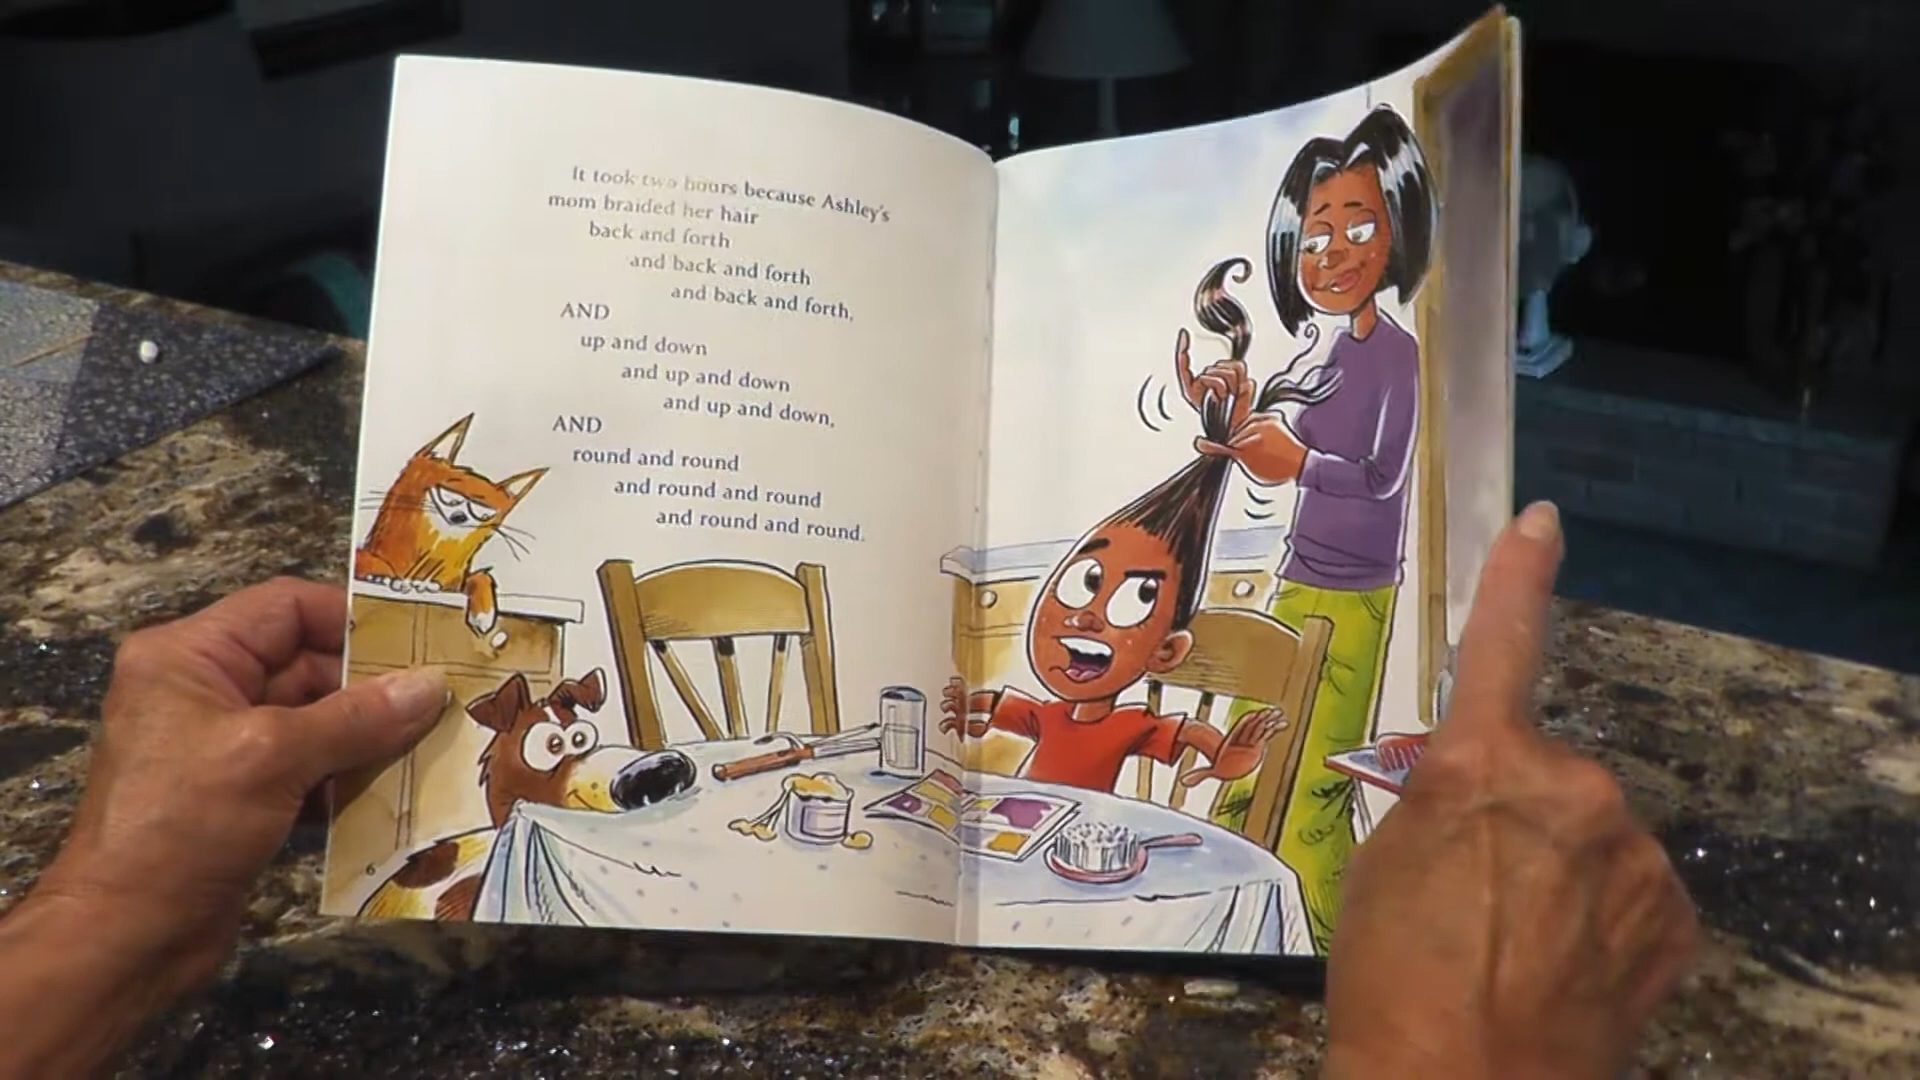 It took two hours because Ashley's
mom braided her hair
back and forth
and back and forth
and back and forth,
AND
up and down
and up and down
and up and down,
AND
round and round
and round and round
and round and round.
6